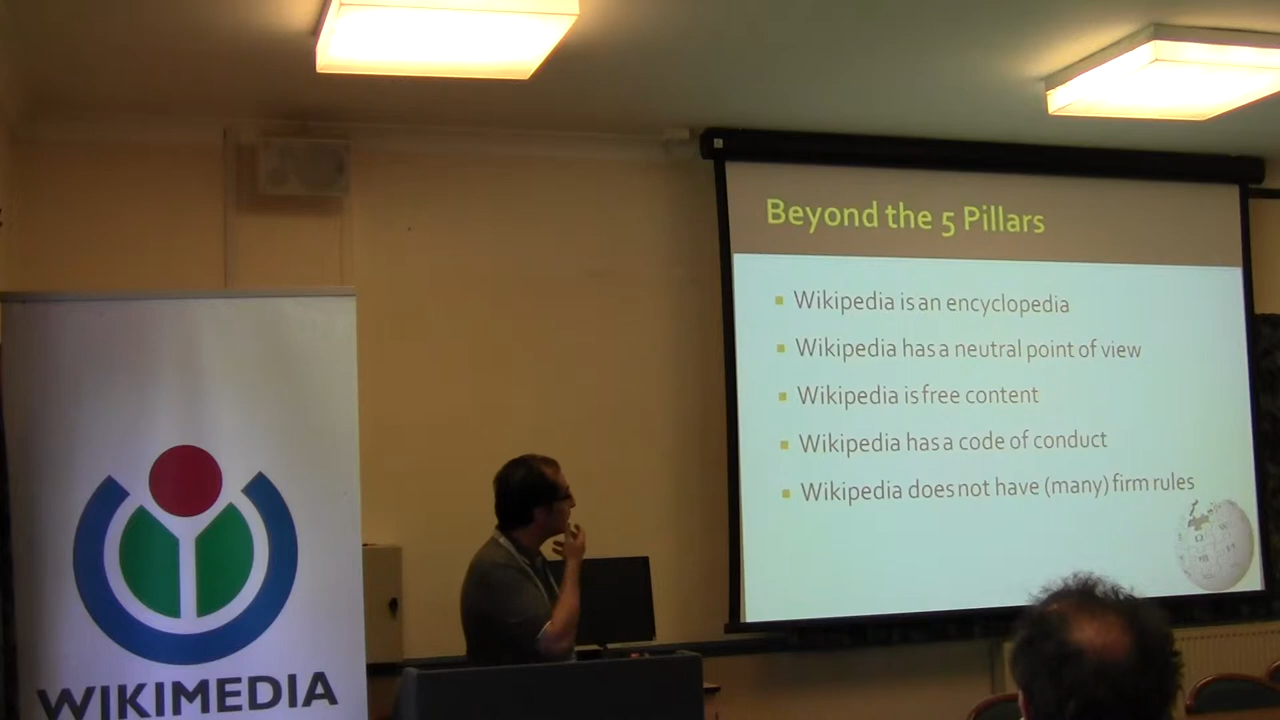 Beyond the 5 Pillars
Wikipedia is an encyclopedia
Wikipedia has a neutral point of view
Wikipedia is free content
Wikipedia has a code of conduct
Wikipedia does not have (many) firm rules
WIKIMEDIA